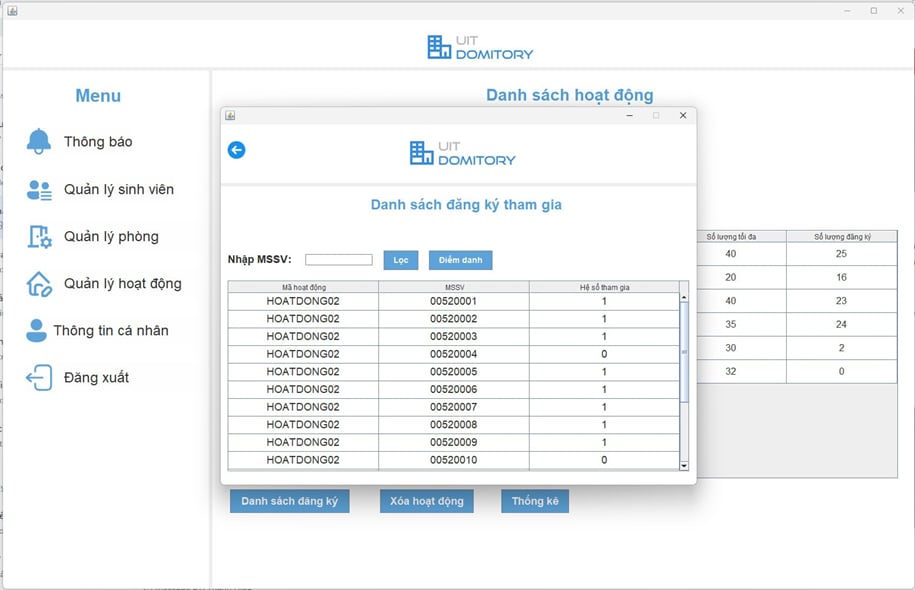 UIT
DOMITORY
Menu
Thông báo
Quản lý sinh viên
Quản lý phòng
Quản lý hoạt động
Thông tin cá nhân
Đăng xuất
Danh sách hoạt động
UIT
DOMITORY
Danh sách đăng ký tham gia
Nhập MSSV: Lọc Điểm danh
Mã hoạt động MSSV Hệ số tham gia
HOATDONG02 00520001 1
HOATDONG02 00520002 1
HOATDONG02 00520003 1
HOATDONG02 00520004 0
HOATDONG02 00520005 1
HOATDONG02 00520006 1
HOATDONG02 00520007 1
HOATDONG02 00520008 1
HOATDONG02 00520009 1
HOATDONG02 00520010 0
Số lượng tối đa Số lượng đăng ký
40 25
20 16
40 23
35 24
30 2
32 0
Danh sách đăng ký Xóa hoạt động Thống kê